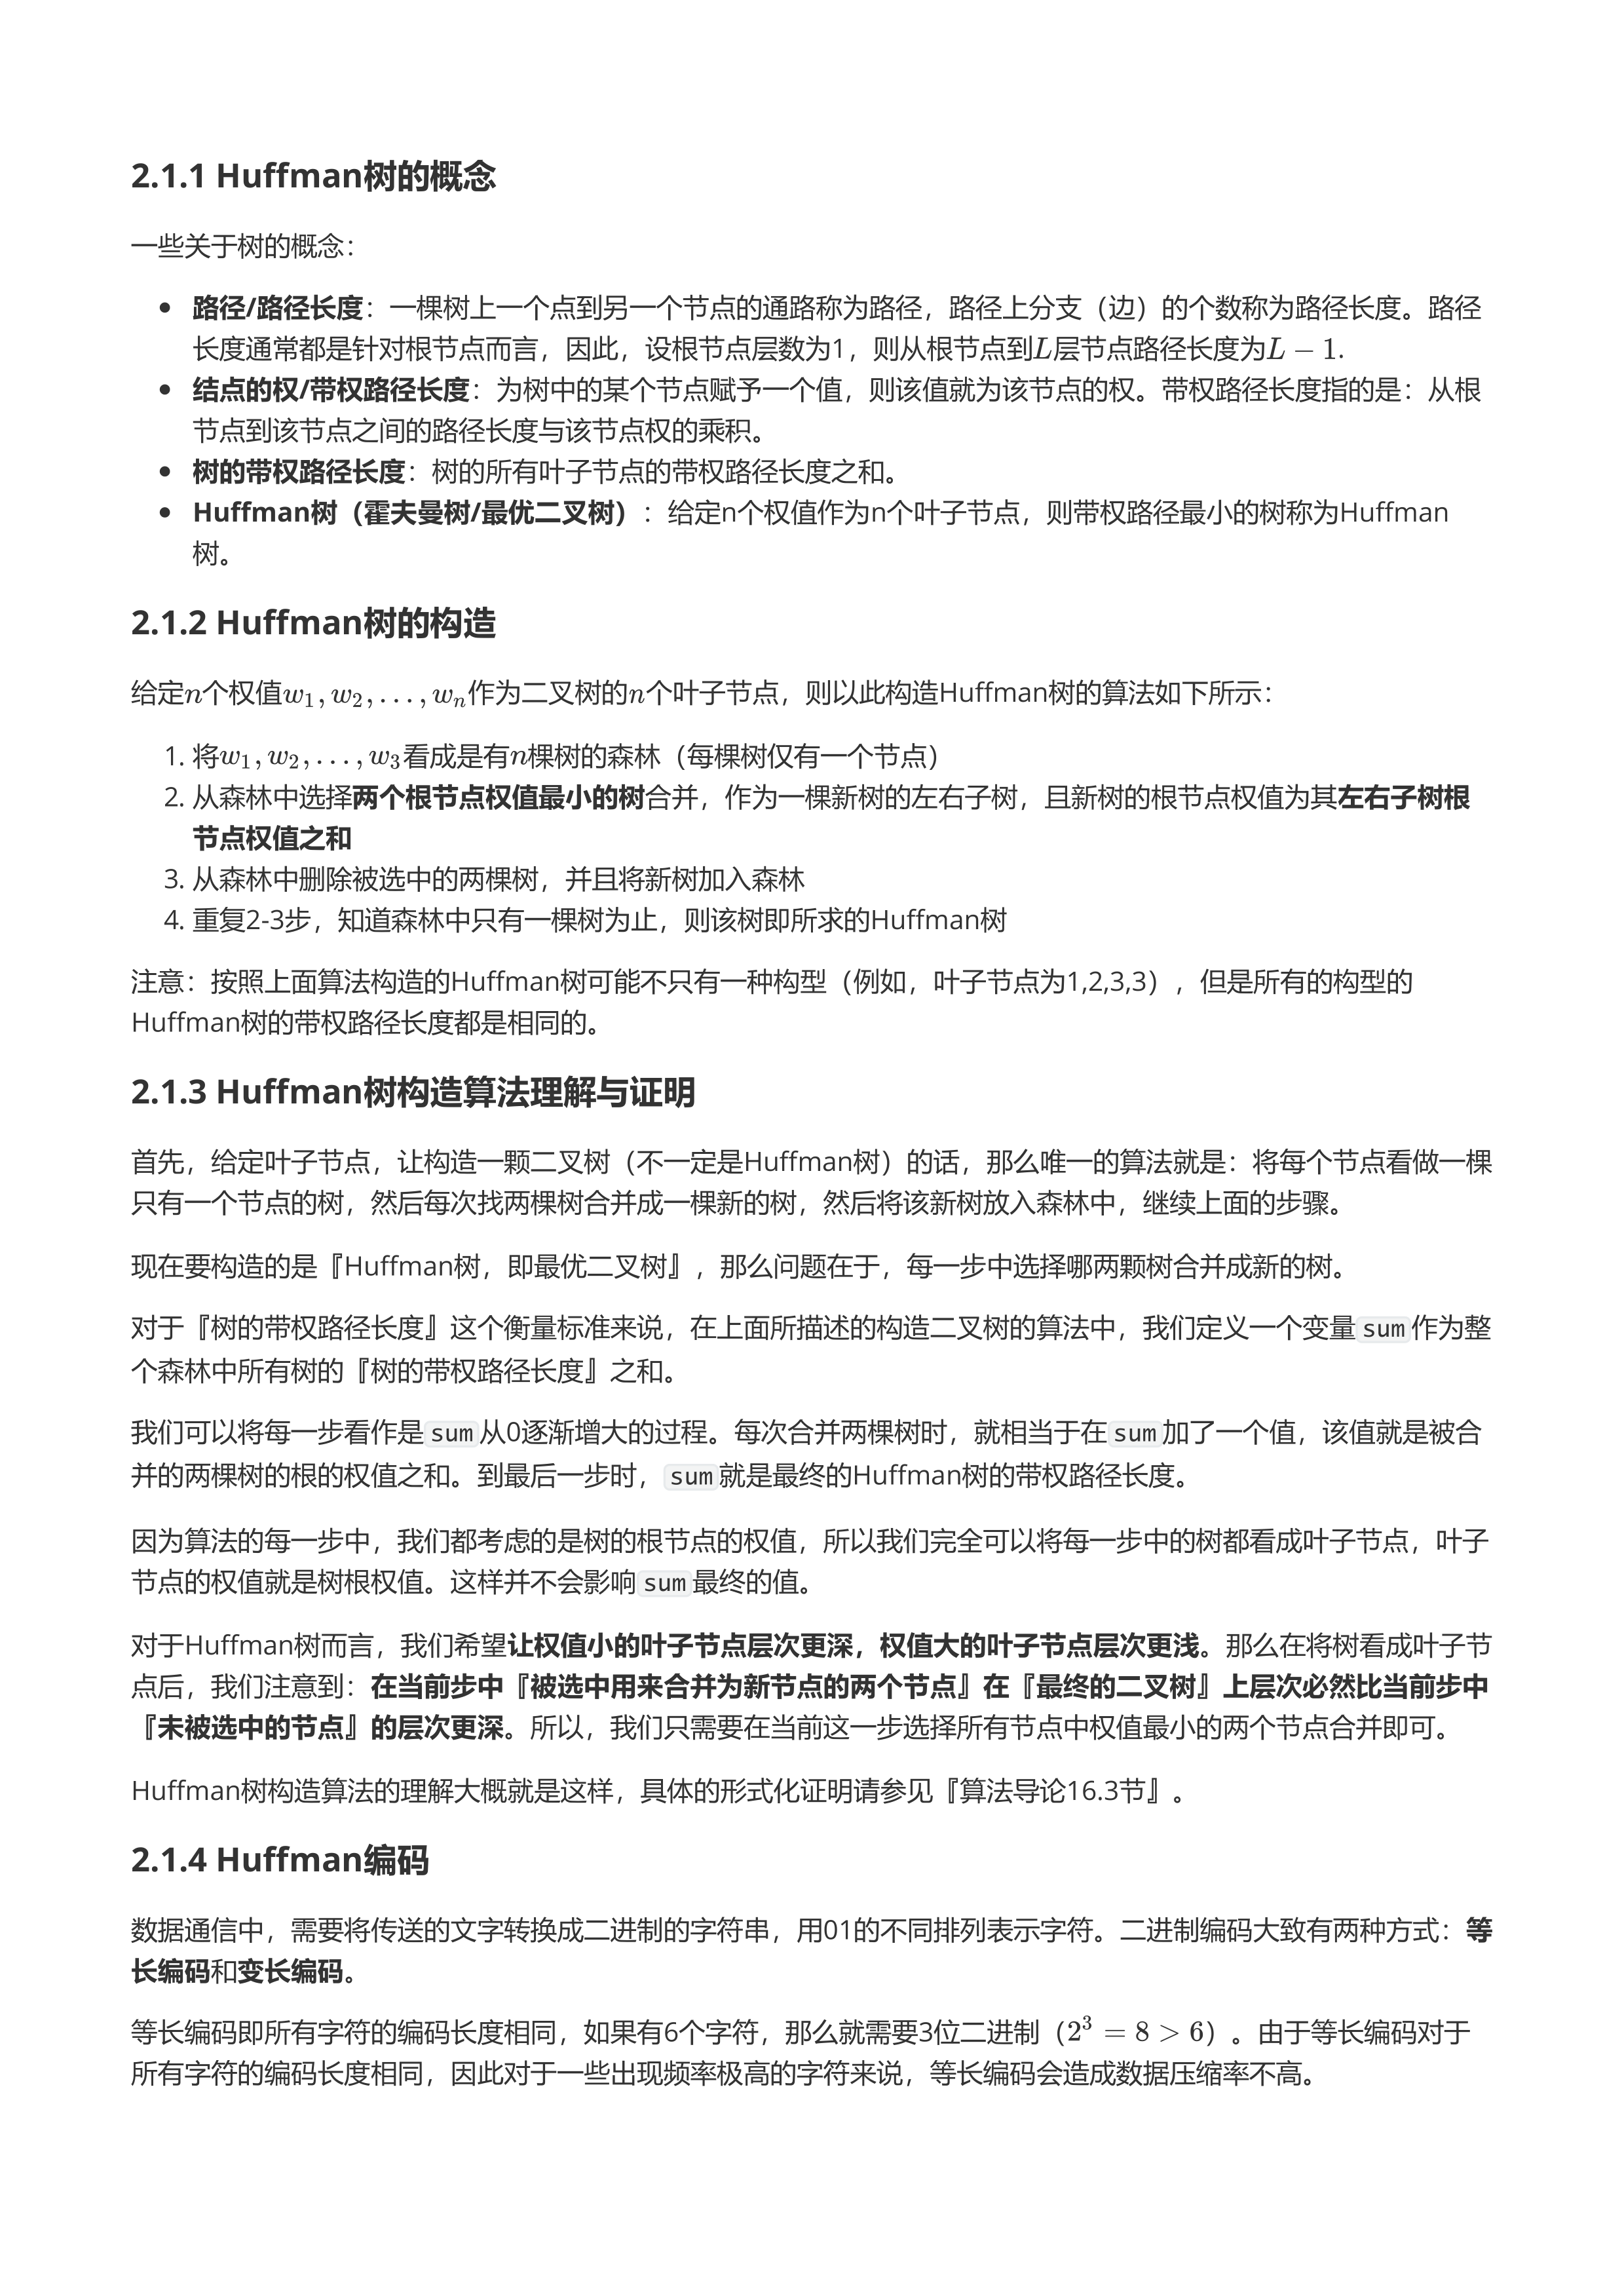 2.1.1 Huffman树的概念
一些关于树的概念：
• 路径/路径长度：一棵树上一个点到另一个节点的通路称为路径，路径上分支（边）的个数称为路径长度。路径
长度通常都是针对根节点而言，因此，设根节点层数为1，则从根节点到L层节点路径长度为L − 1.
• 结点的权/带权路径长度：为树中的某个节点赋予一个值，则该值就为该节点的权。带权路径长度指的是：从根
节点到该节点之间的路径长度与该节点权的乘积。
• 树的带权路径长度：树的所有叶子节点的带权路径长度之和。
• Huffman树（霍夫曼树/最优二叉树）：给定n个权值作为n个叶子节点，则带权路径最小的树称为Huffman
树。
2.1.2 Huffman树的构造
给定n个权值w₁, w₂, . . . , wₙ作为二叉树的n个叶子节点，则以此构造Huffman树的算法如下所示：
1. 将w₁, w₂, . . . , w₃看成是有n棵树的森林（每棵树仅有一个节点）
2. 从森林中选择两个根节点权值最小的树合并，作为一棵新树的左右子树，且新树的根节点权值为其左右子树根
节点权值之和
3. 从森林中删除被选中的两棵树，并且将新树加入森林
4. 重复2-3步，知道森林中只有一棵树为止，则该树即所求的Huffman树
注意：按照上面算法构造的Huffman树可能不只有一种构型（例如，叶子节点为1,2,3,3），但是所有的构型的
Huffman树的带权路径长度都是相同的。
2.1.3 Huffman树构造算法理解与证明
首先，给定叶子节点，让构造一颗二叉树（不一定是Huffman树）的话，那么唯一的算法就是：将每个节点看做一棵
只有一个节点的树，然后每次找两棵树合并成一棵新的树，然后将该新树放入森林中，继续上面的步骤。
现在要构造的是『Huffman树，即最优二叉树』，那么问题在于，每一步中选择哪两颗树合并成新的树。
对于『树的带权路径长度』这个衡量标准来说，在上面所描述的构造二叉树的算法中，我们定义一个变量sum作为整
个森林中所有树的『树的带权路径长度』之和。
我们可以将每一步看作是sum从0逐渐增大的过程。每次合并两棵树时，就相当于在sum加了一个值，该值就是被合
并的两棵树的根的权值之和。到最后一步时，sum就是最终的Huffman树的带权路径长度。
因为算法的每一步中，我们都考虑的是树的根节点的权值，所以我们完全可以将每一步中的树都看成叶子节点，叶子
节点的权值就是树根权值。这样并不会影响sum最终的值。
对于Huffman树而言，我们希望让权值小的叶子节点层次更深，权值大的叶子节点层次更浅。那么在将树看成叶子节
点后，我们注意到：在当前步中『被选中用来合并为新节点的两个节点』在『最终的二叉树』上层次必然比当前步中
『未被选中的节点』的层次更深。所以，我们只需要在当前这一步选择所有节点中权值最小的两个节点合并即可。
Huffman树构造算法的理解大概就是这样，具体的形式化证明请参见『算法导论16.3节』。
2.1.4 Huffman编码
数据通信中，需要将传送的文字转换成二进制的字符串，用01的不同排列表示字符。二进制编码大致有两种方式：等
长编码和变长编码。
等长编码即所有字符的编码长度相同，如果有6个字符，那么就需要3位二进制（2³ = 8 > 6）。由于等长编码对于
所有字符的编码长度相同，因此对于一些出现频率极高的字符来说，等长编码会造成数据压缩率不高。